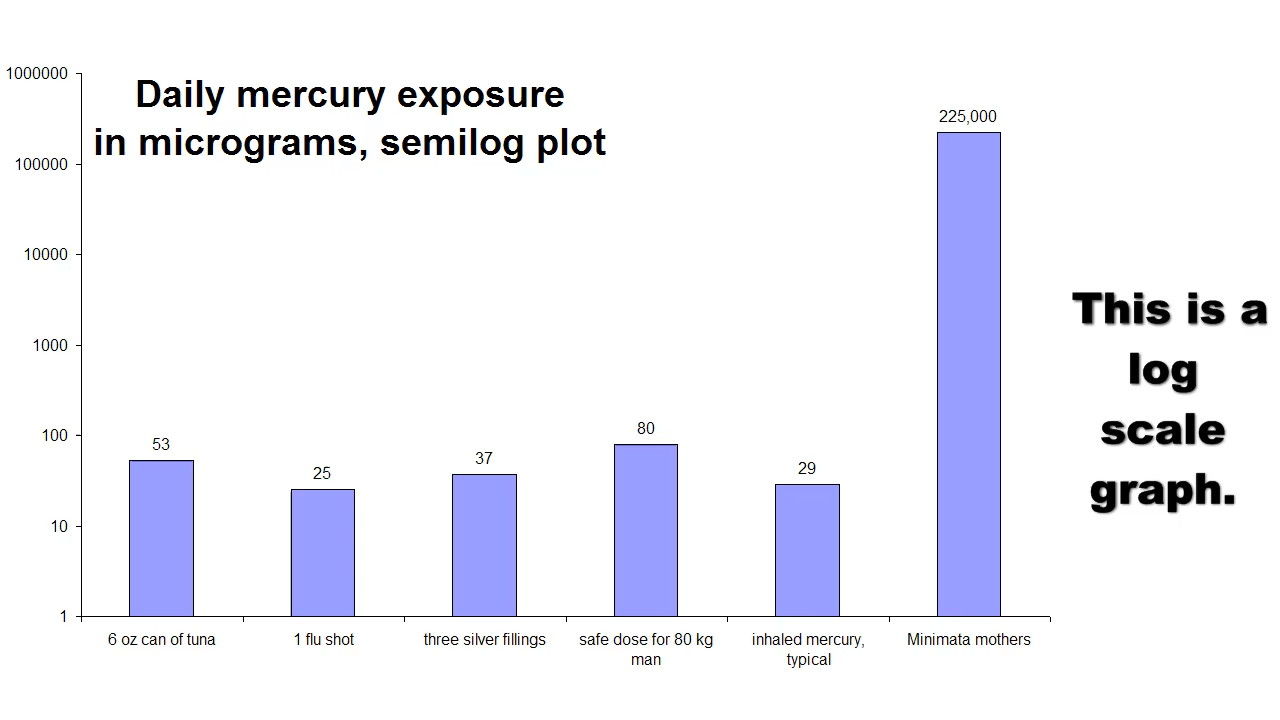 Daily mercury exposure
in micrograms, semilog plot
1000000
100000
10000
1000
100
10
1
53
25
37
80
29
225,000
6 oz can of tuna
1 flu shot
three silver fillings
safe dose for 80 kg
man
inhaled mercury,
typical
Minimata mothers
This is a
log
scale
graph.